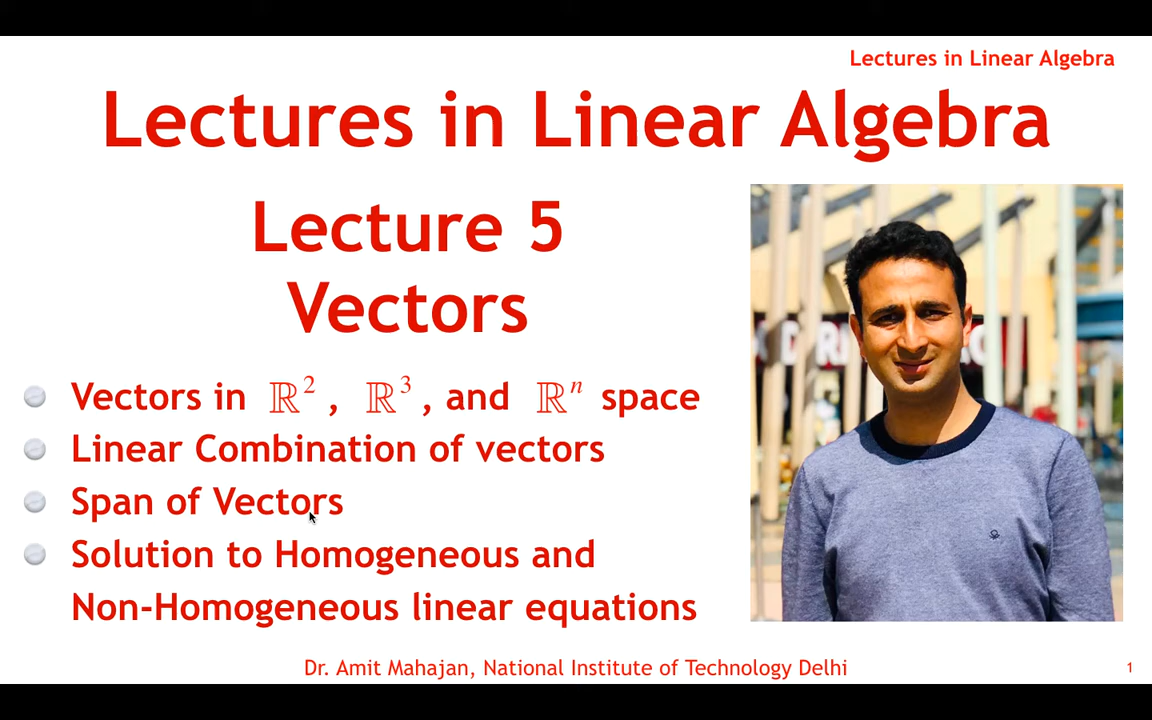 Lectures in Linear Algebra
Lectures in Linear Algebra
Lecture 5
Vectors
Vectors in ℝ², ℝ³, and ℝⁿ space
Linear Combination of vectors
Span of Vectors
Solution to Homogeneous and
Non-Homogeneous linear equations
Dr. Amit Mahajan, National Institute of Technology Delhi
1